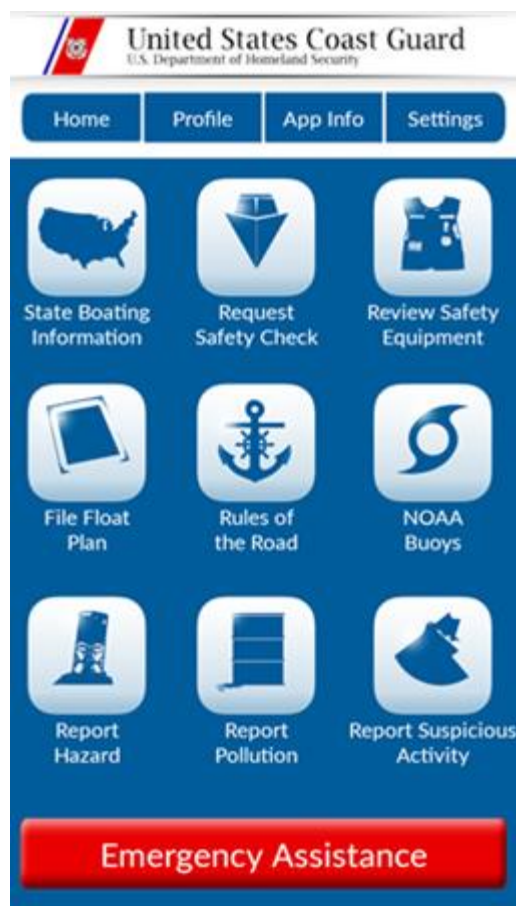 United States Coast Guard
U.S. Department of Homeland Security
Home Profile App Info Settings
State Boating
Information
Request
Safety Check
Review Safety
Equipment
File Float
Plan
Rules of
the Road
NOAA
Buoys
Report
Hazard
Report
Pollution
Report Suspicious
Activity
Emergency Assistance